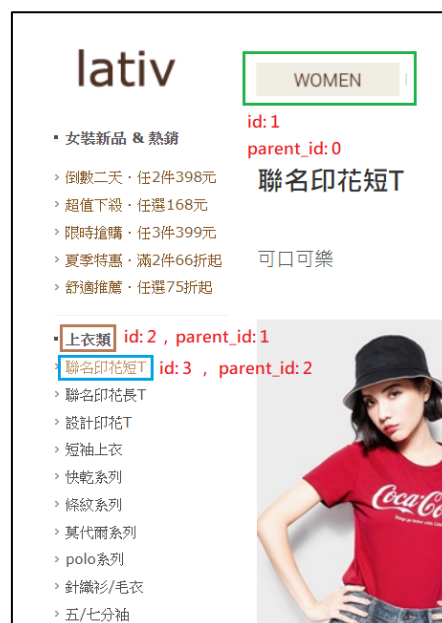 lativ
WOMEN
id: 1
parent_id: 0
女裝新品 & 熱銷
聯名印花短T
倒數二天．任2件398元
超值下殺．任選168元
限時搶購．任3件399元
夏季特惠．滿2件66折起
可口可樂
舒適推薦．任選75折起
上衣類 id: 2 , parent_id: 1
聯名印花短T id: 3 , parent_id: 2
聯名印花長T
設計印花T
短袖上衣
快乾系列
條紋系列
莫代爾系列
polo系列
針織衫/毛衣
五/七分袖
Coca-Co